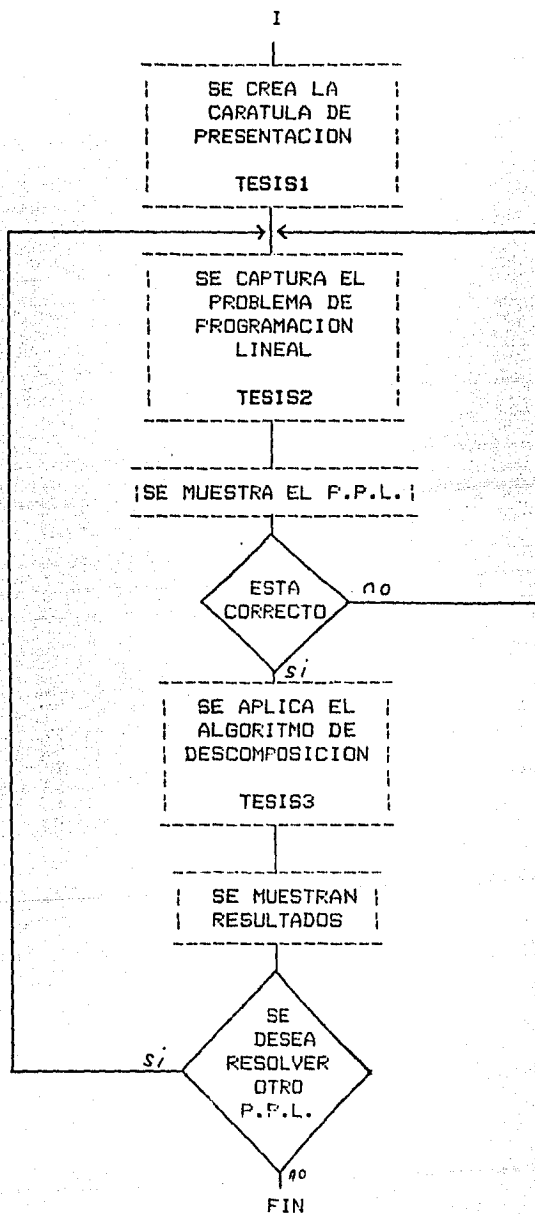 I
SE CREA LA
CARATULA DE
PRESENTACION
TESIS1
SE CAPTURA EL
PROBLEMA DE
PROGRAMACION
LINEAL
TESIS2
SE MUESTRA EL P.P.L.
ESTA
CORRECTO
no
si
SE APLICA EL
ALGORITMO DE
DESCOMPOSICION
TESIS3
SE MUESTRAN
RESULTADOS
SE
DESEA
RESOLVER
OTRO
P.P.L.
si
no
FIN